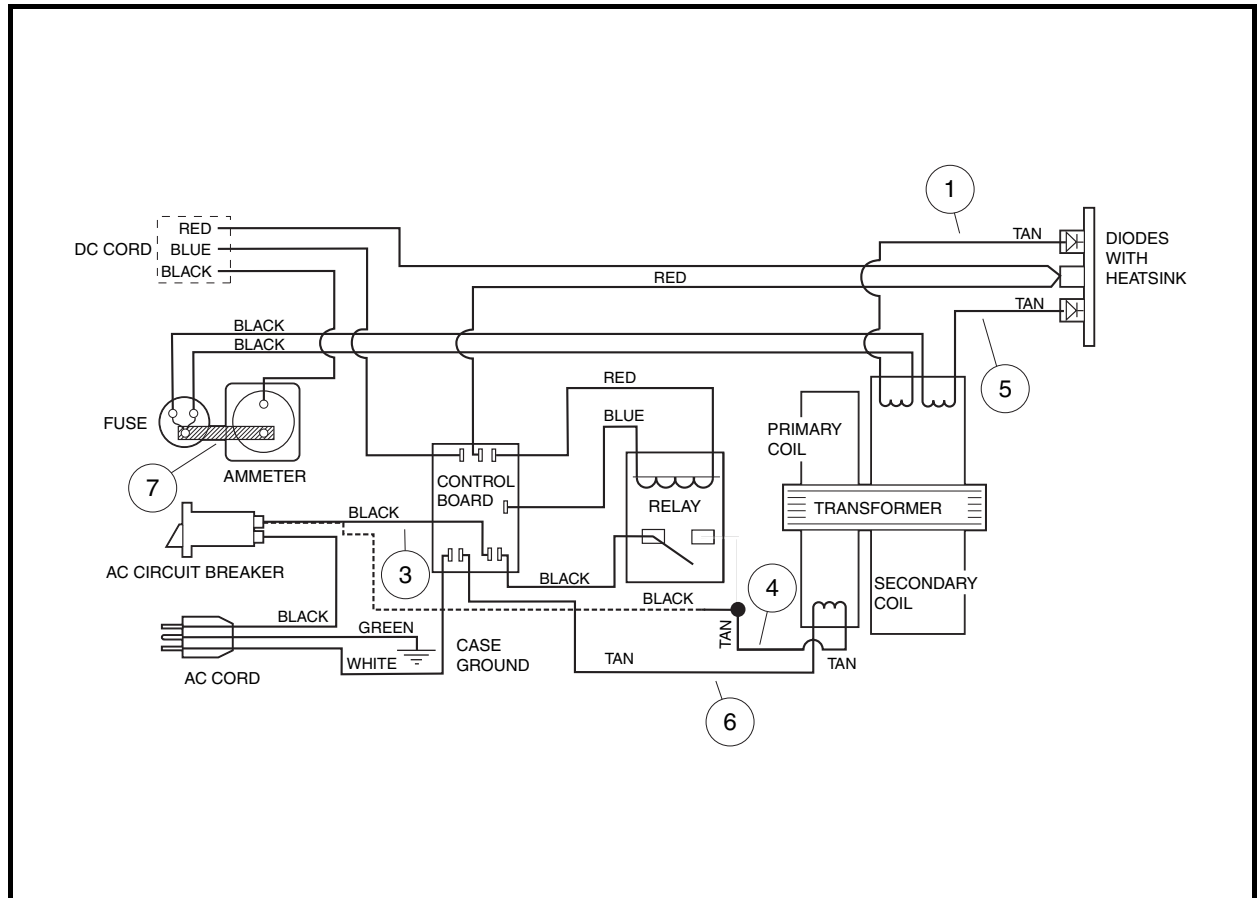 1
RED
TAN
DC CORD
BLUE
DIODES
WITH
HEATSINK
BLACK
RED
TAN
BLACK
BLACK
5
RED
FUSE
BLUE
PRIMARY
COIL
7
AMMETER
CONTROL
BOARD
RELAY
TRANSFORMER
BLACK
AC CIRCUIT BREAKER
3
BLACK
4
SECONDARY
COIL
BLACK
BLACK
GREEN
TAN
CASE
GROUND
WHITE
TAN
TAN
AC CORD
6